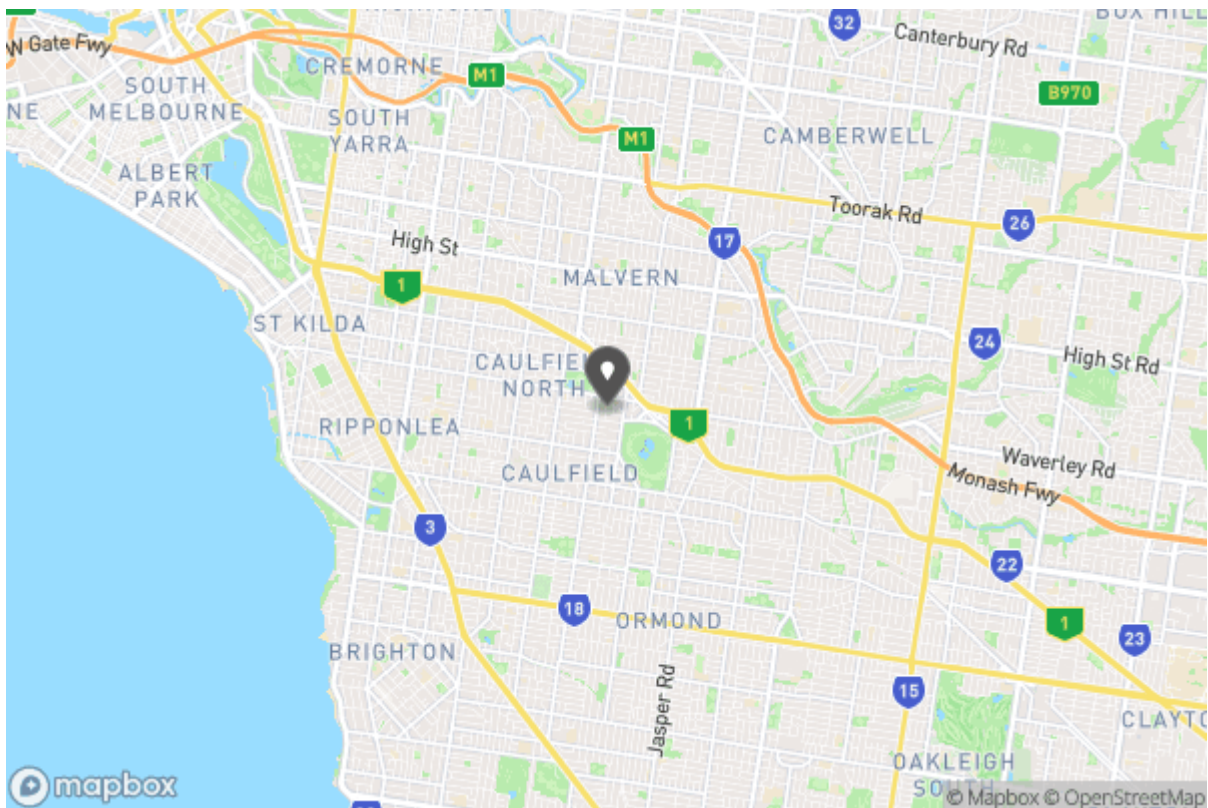 32
BOX HILL
Canterbury Rd
N Gate Fwy
CREMORNE
M1
SOUTH
MELBOURNE
B970
SOUTH
YARRA
M1
CAMBERWELL
ALBERT
PARK
Toorak Rd
26
High St
17
MALVERN
1
ST KILDA
24
High St Rd
CAULFIE
NORTH
1
RIPPONLEA
Waverley Rd
CAULFIELD
Monash Fwy
3
22
18
ORMOND
1
23
BRIGHTON
Jasper Rd
15
CLAYTO
OAKLEIGH
SOUTH
mapbox
© Mapbox © OpenStreetMap